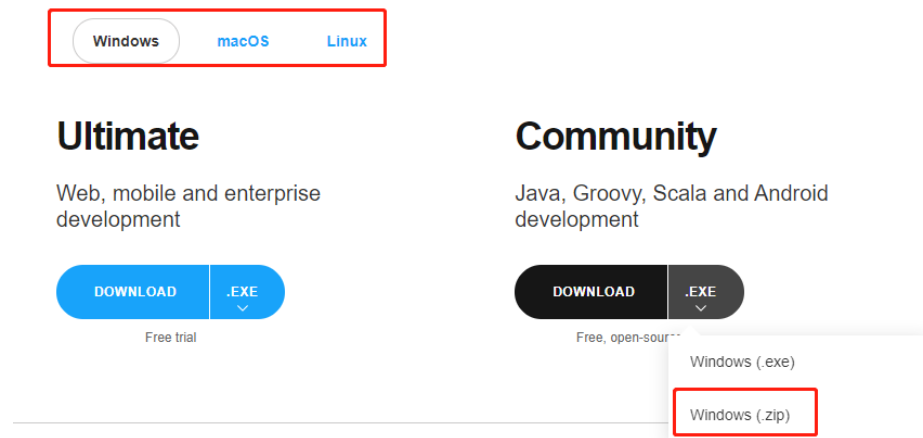 Windows macOS Linux
Ultimate
Web, mobile and enterprise
development
DOWNLOAD .EXE
Free trial
Community
Java, Groovy, Scala and Android
development
DOWNLOAD .EXE
Free, open-source
Windows (.exe)
Windows (.zip)